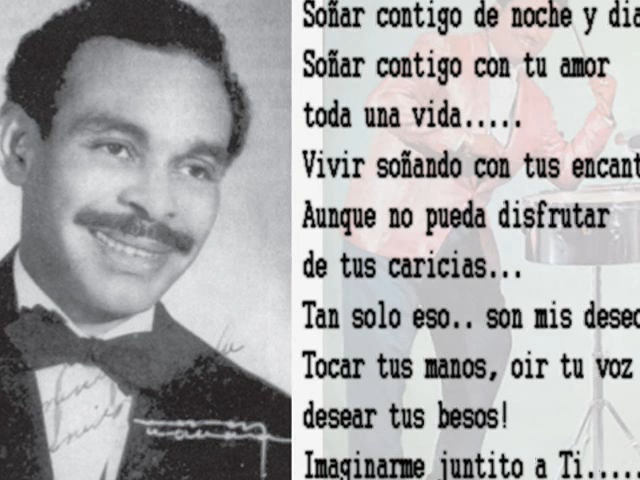 Soñar contigo de noche y dia
Soñar contigo con tu amor
toda una vida.....
Vivir soñando con tus encant
Aunque no pueda disfrutar
de tus caricias...
Tan solo eso.. son mis deseo
Tocar tus manos, oir tu voz
desear tus besos!
Imaginarme juntito a Ti.....